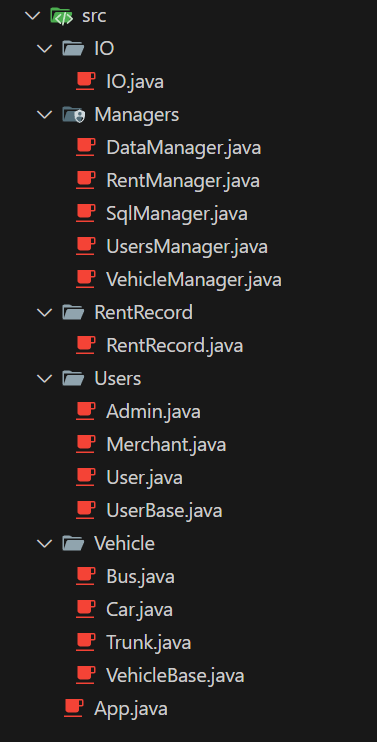 src
IO
IO.java
Managers
DataManager.java
RentManager.java
SqlManager.java
UsersManager.java
VehicleManager.java
RentRecord
RentRecord.java
Users
Admin.java
Merchant.java
User.java
UserBase.java
Vehicle
Bus.java
Car.java
Trunk.java
VehicleBase.java
App.java